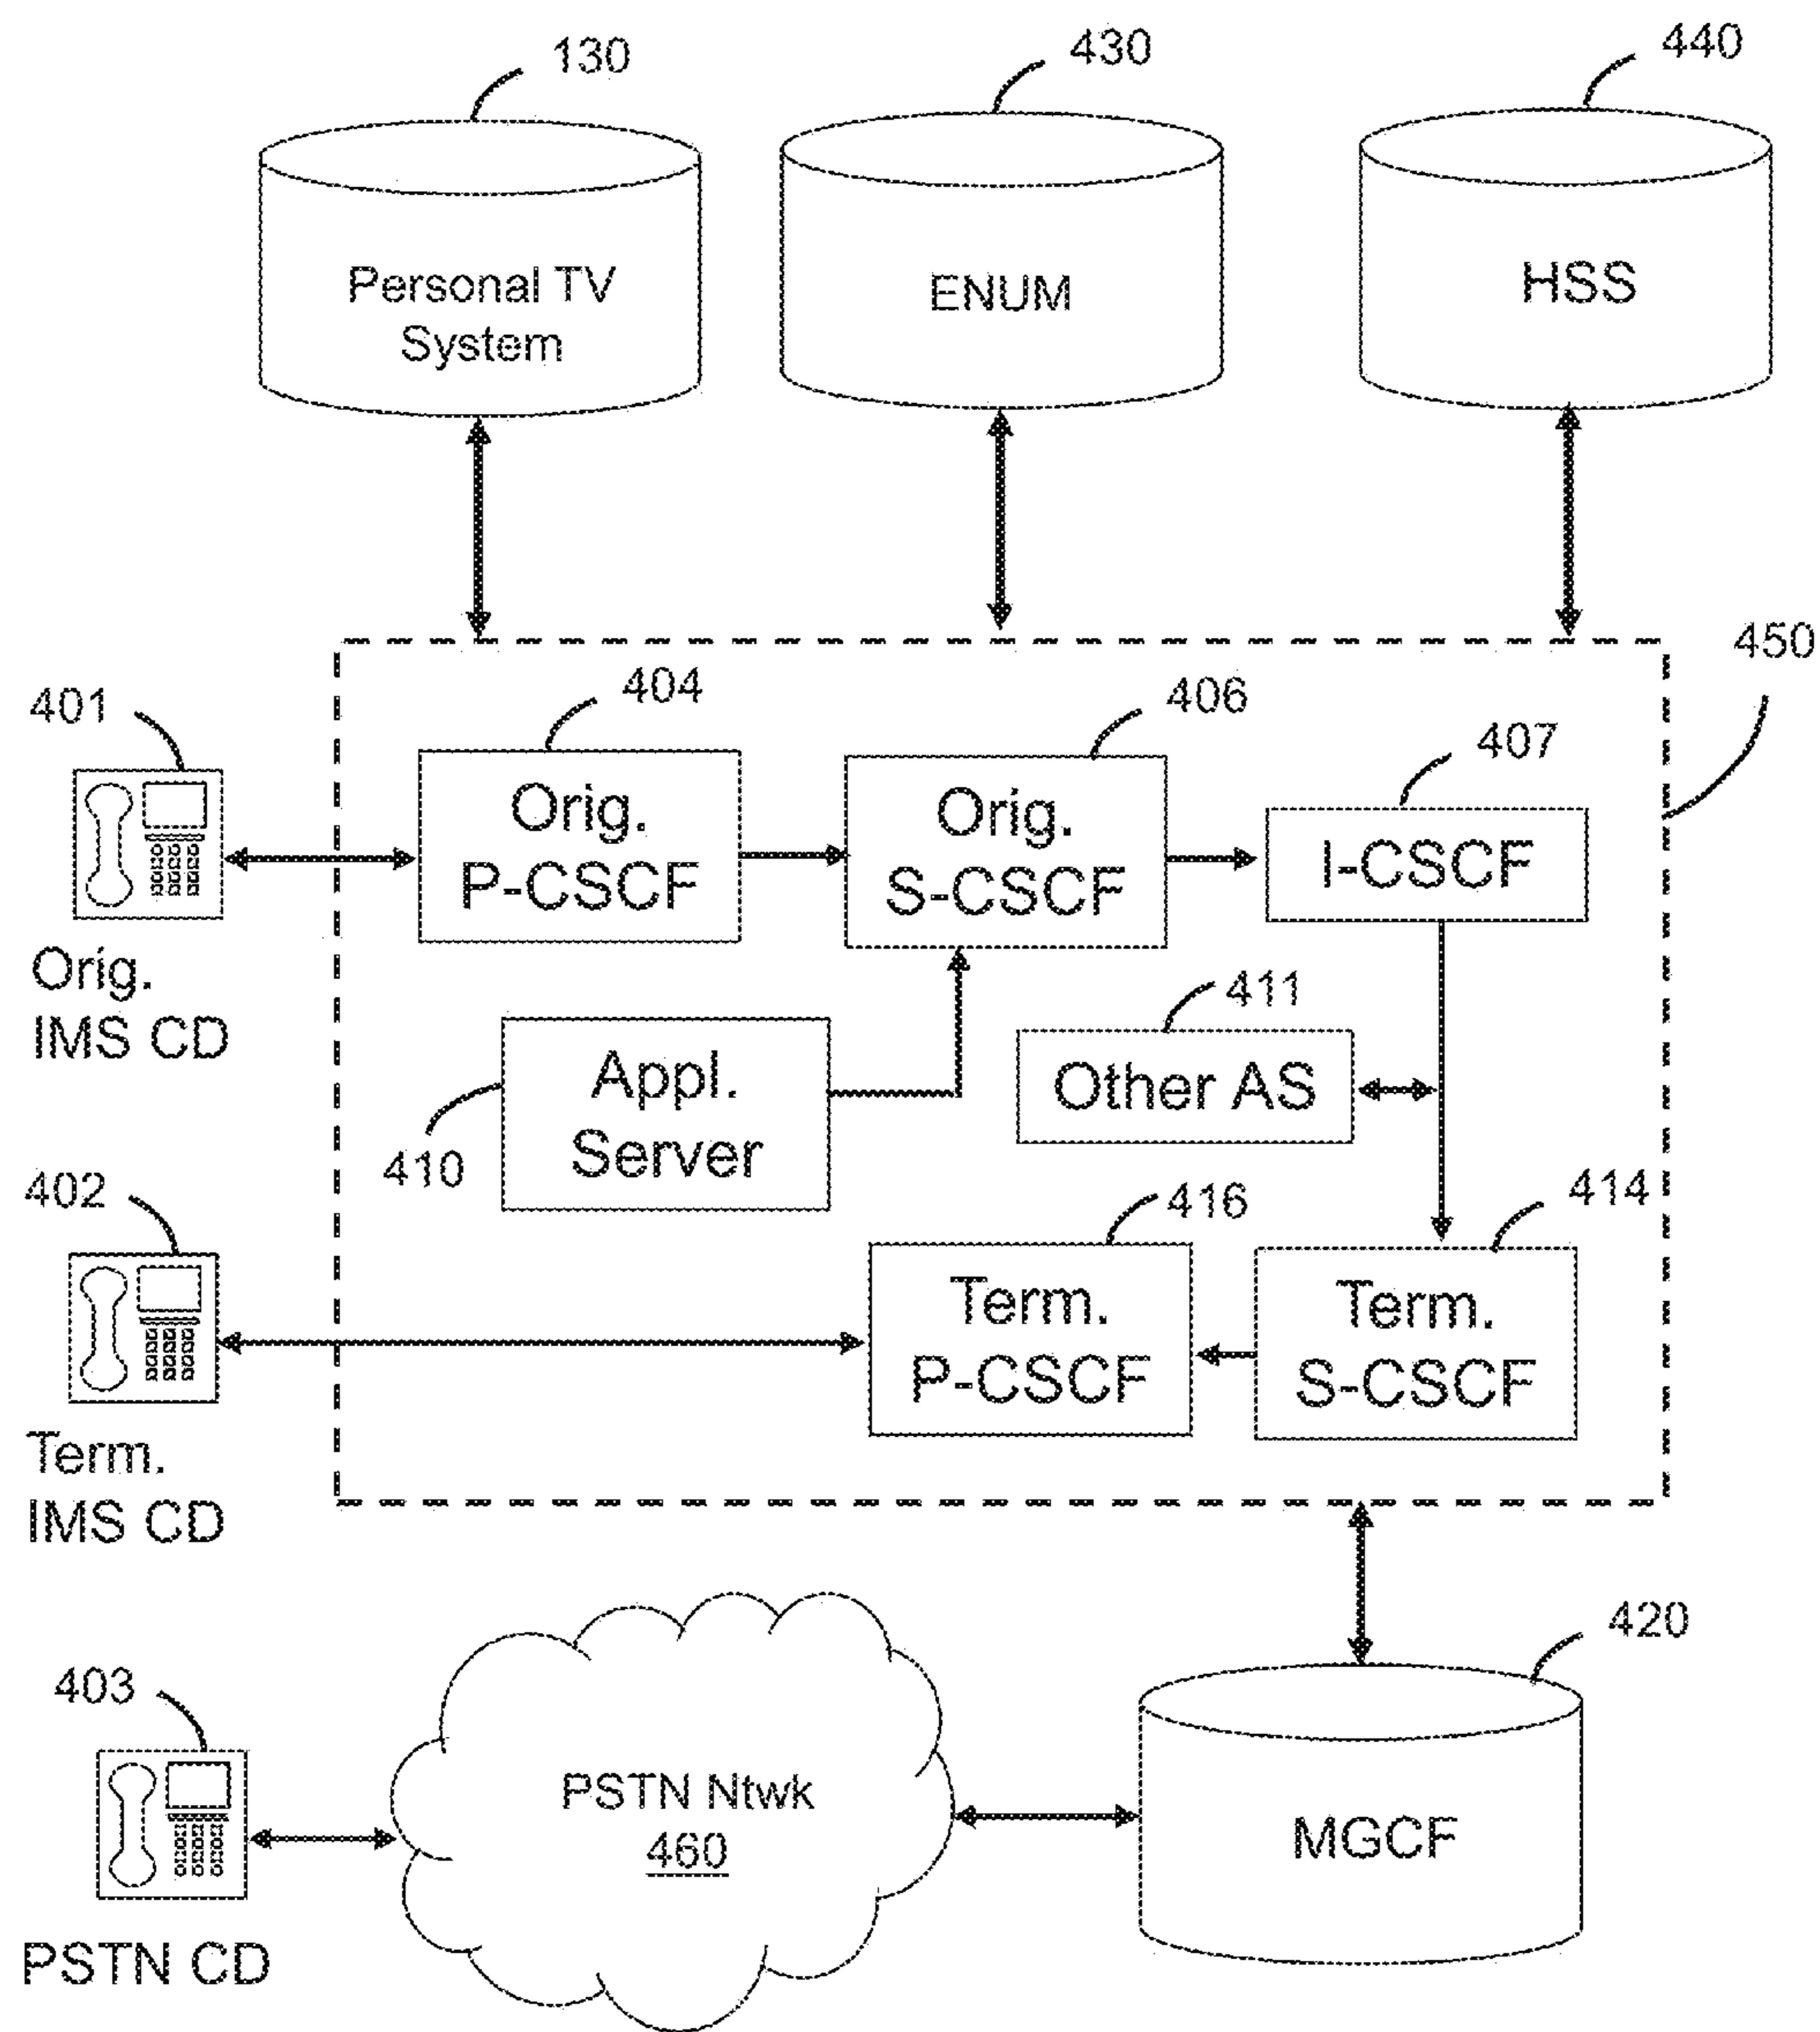 130
430
440
Personal TV
System
ENUM
HSS
450
401
404
406
407
Orig.
P-CSCF
Orig.
S-CSCF
I-CSCF
Orig.
IMS CD
411
Other AS
Appl.
Server
410
402
416
414
Term.
P-CSCF
Term.
S-CSCF
Term.
IMS CD
420
403
PSTN Ntwk
460
MGCF
PSTN CD